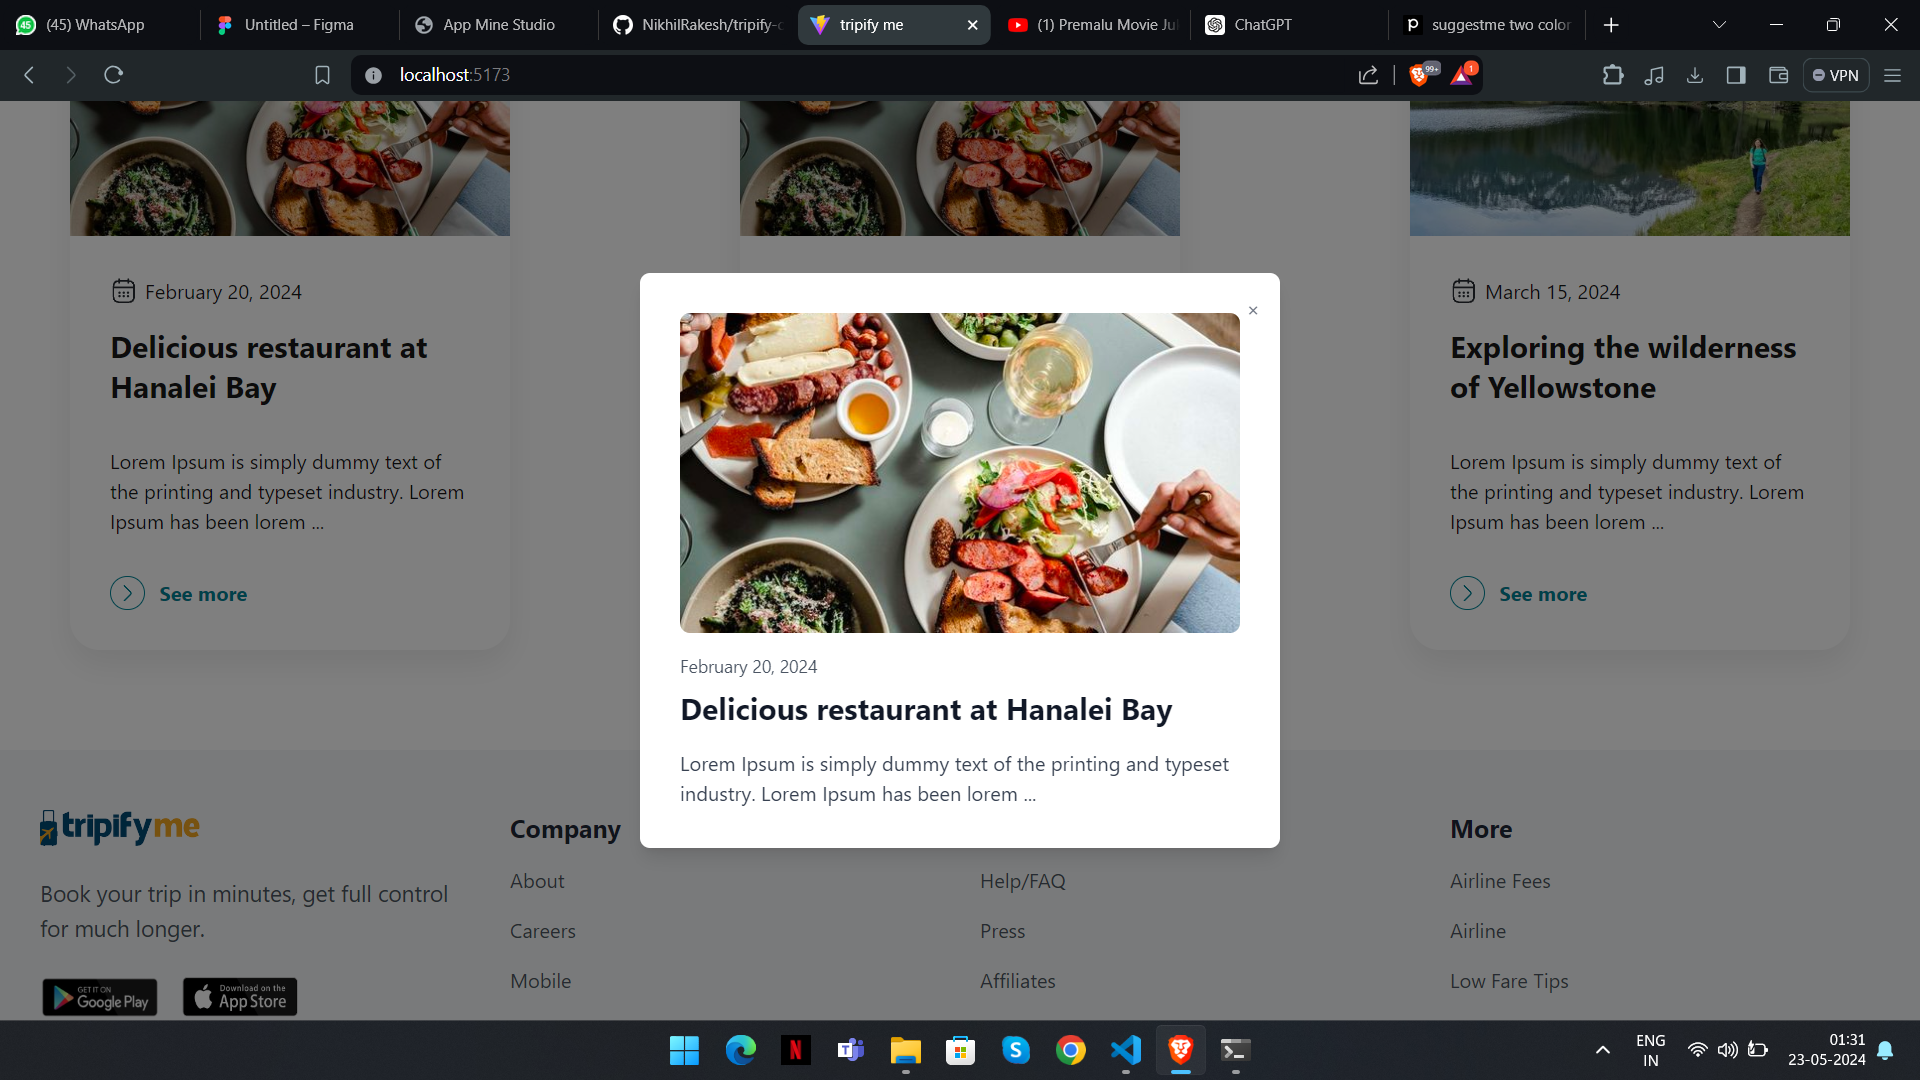 45 (45) WhatsApp
Untitled – Figma
App Mine Studio
NikhilRakesh/tripify-c
tripify me
(1) Premalu Movie Jul
ChatGPT
p suggestme two color
localhost:5173
99+
1
VPN
February 20, 2024
Delicious restaurant at
Hanalei Bay
Lorem Ipsum is simply dummy text of
the printing and typeset industry. Lorem
Ipsum has been lorem ...
See more
February 20, 2024
Delicious restaurant at Hanalei Bay
Lorem Ipsum is simply dummy text of the printing and typeset
industry. Lorem Ipsum has been lorem ...
March 15, 2024
Exploring the wilderness
of Yellowstone
Lorem Ipsum is simply dummy text of
the printing and typeset industry. Lorem
Ipsum has been lorem ...
See more
tripifyme
Book your trip in minutes, get full control
for much longer.
GET IT ON
Google Play
Download on the
App Store
Company
About
Careers
Mobile
Help/FAQ
Press
Affiliates
More
Airline Fees
Airline
Low Fare Tips
N
T
S
ENG
IN
01:31
23-05-2024